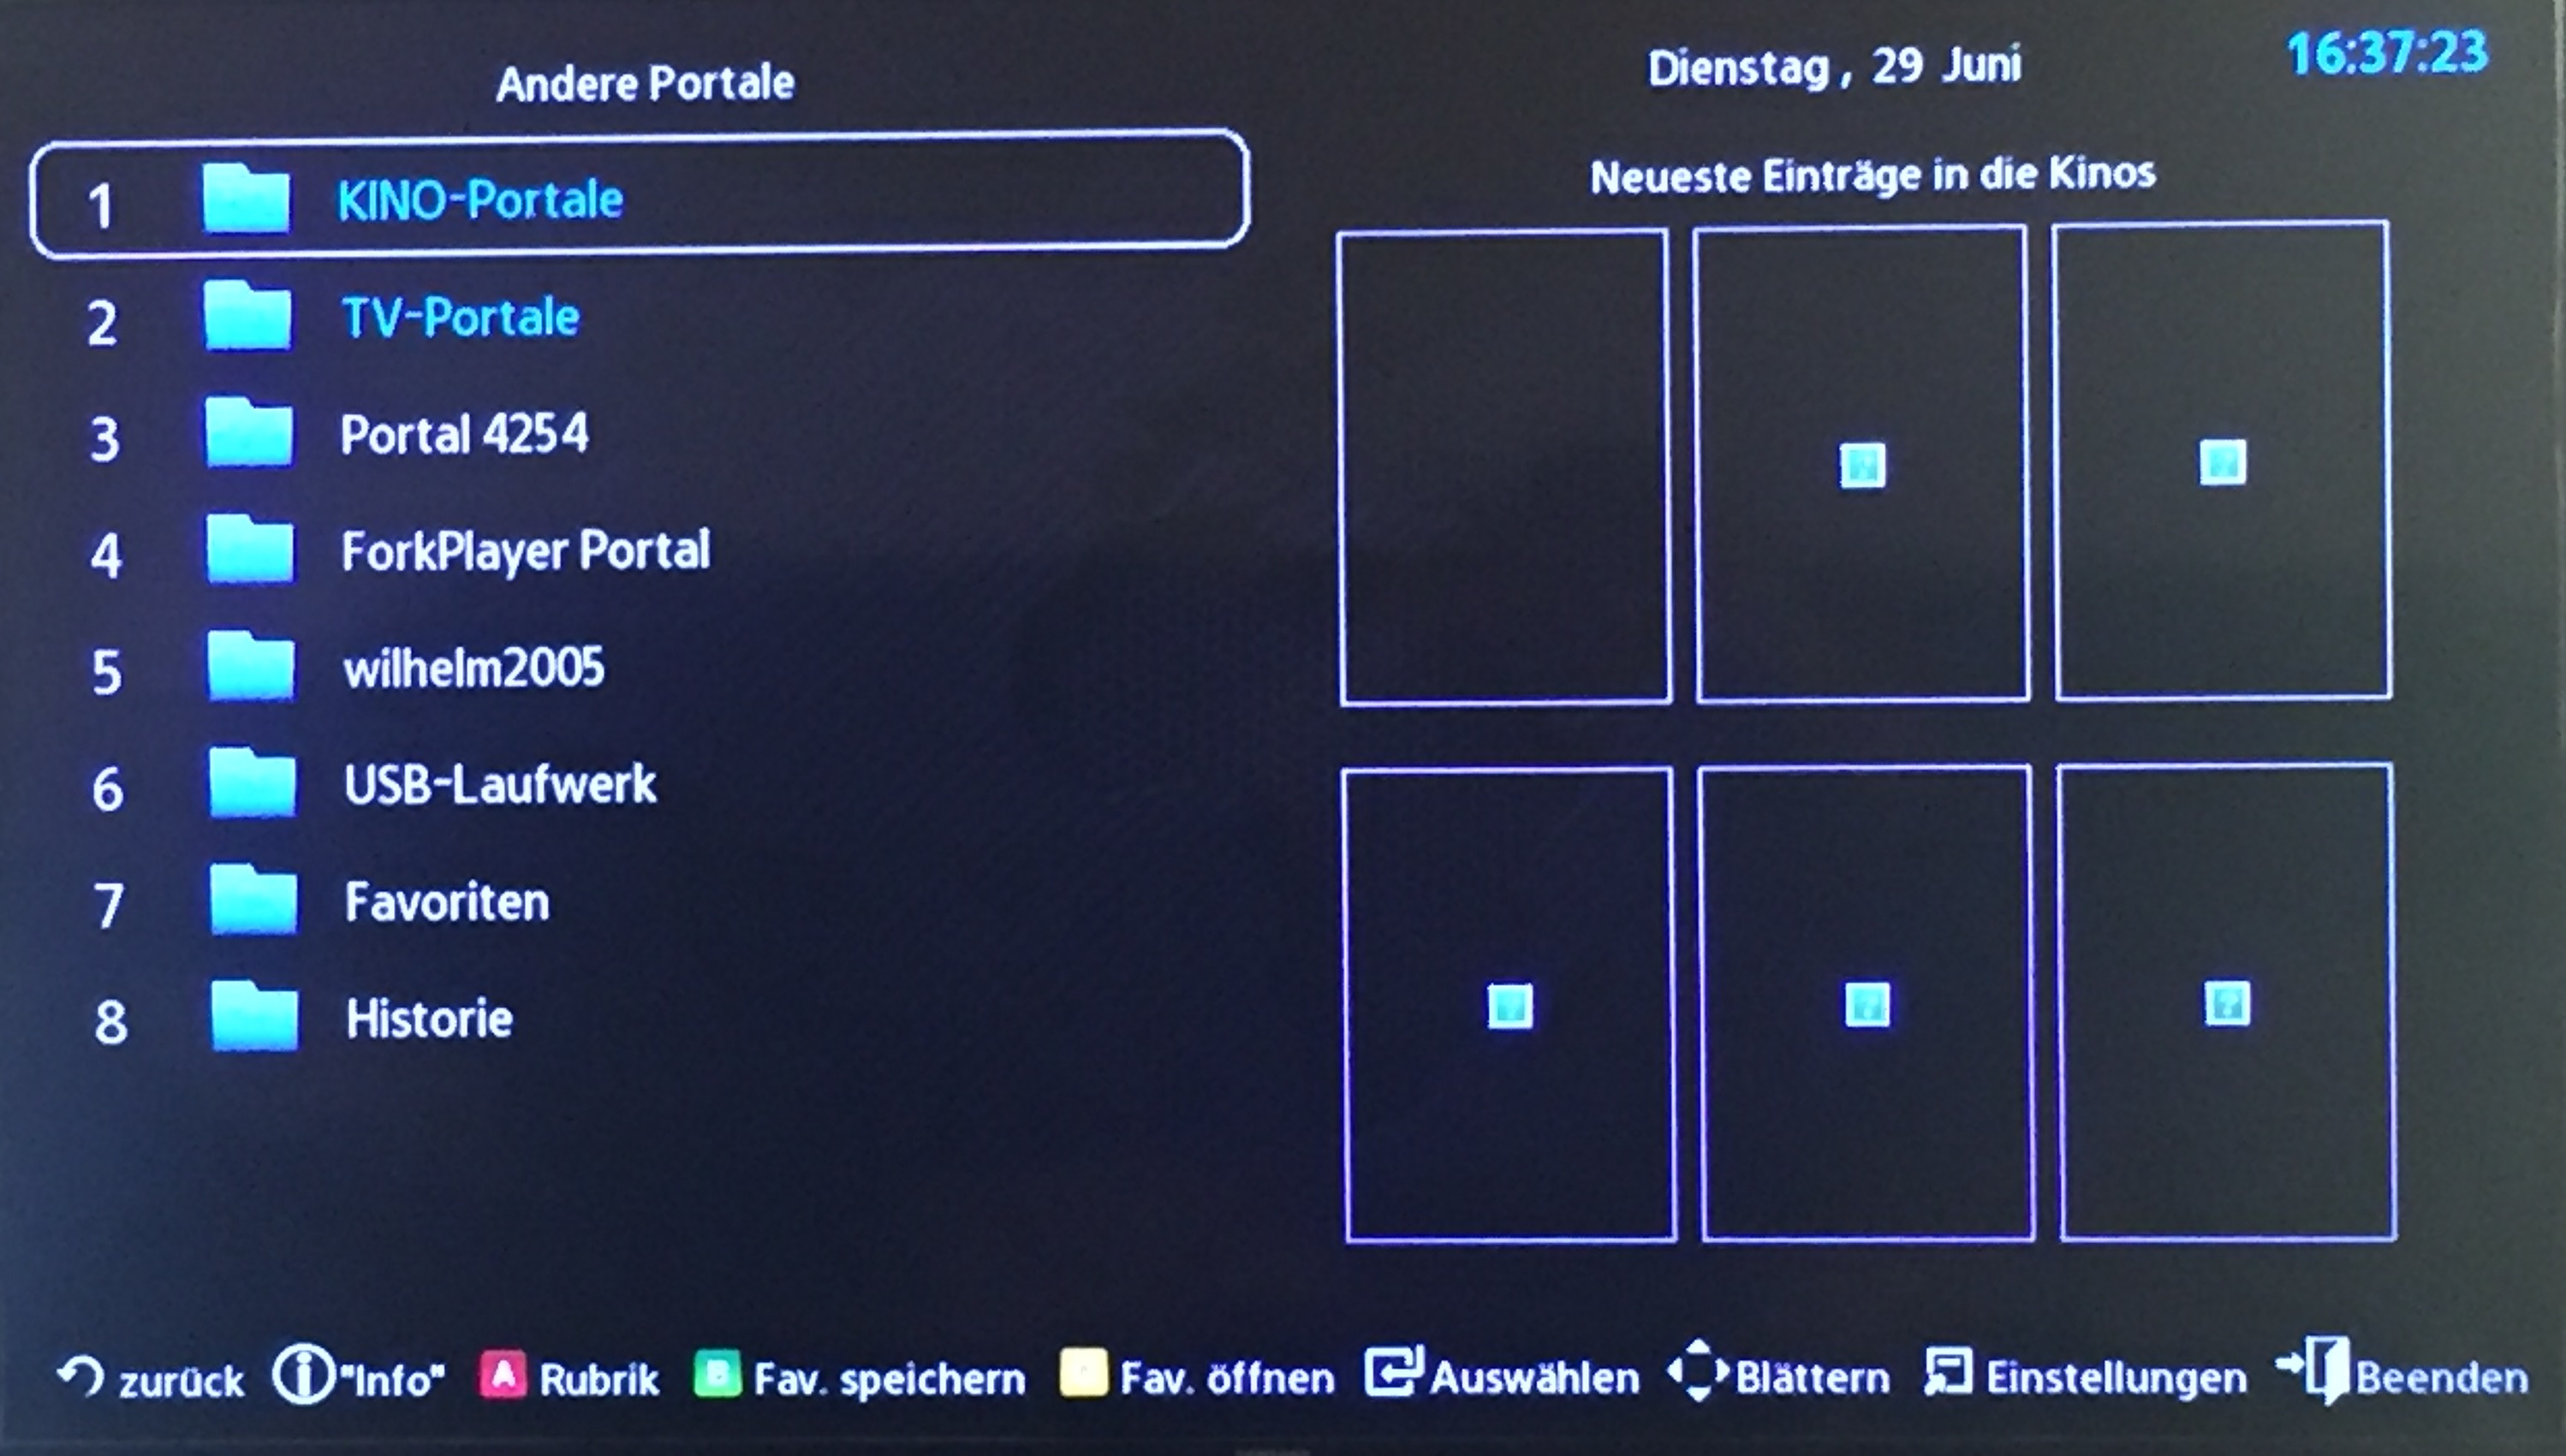 Andere Portale
Dienstag, 29 Juni
16:37:23
Neueste Einträge in die Kinos
1 KINO-Portale
2 TV-Portale
3 Portal 4254
4 ForkPlayer Portal
5 wilhelm2005
6 USB-Laufwerk
7 Favoriten
8 Historie
zurück "Info" A Rubrik B Fav. speichern Fav. öffnen Auswählen Blättern Einstellungen Beenden